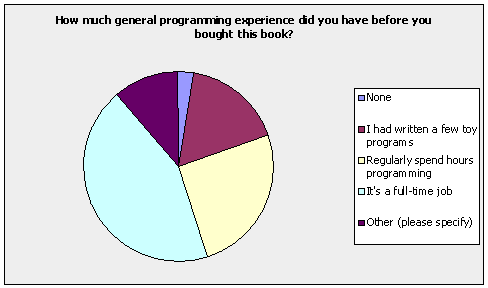 How much general programming experience did you have before you
bought this book?
None
I had written a few toy
programs
Regularly spend hours
programming
It's a full-time job
Other (please specify)